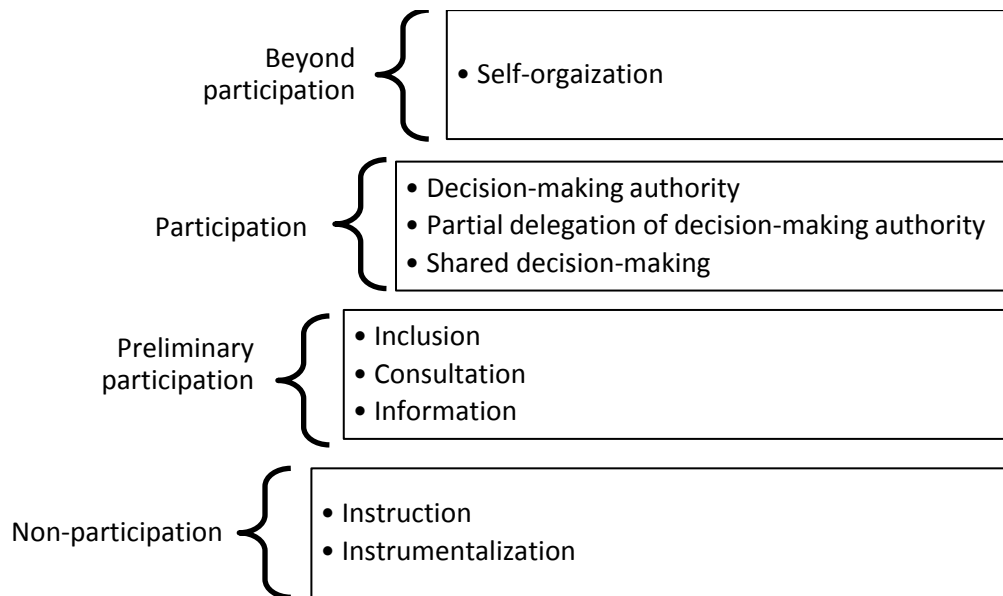 Beyond
participation
• Self-orgaization
Participation
• Decision-making authority
• Partial delegation of decision-making authority
• Shared decision-making
Preliminary
participation
• Inclusion
• Consultation
• Information
Non-participation
• Instruction
• Instrumentalization